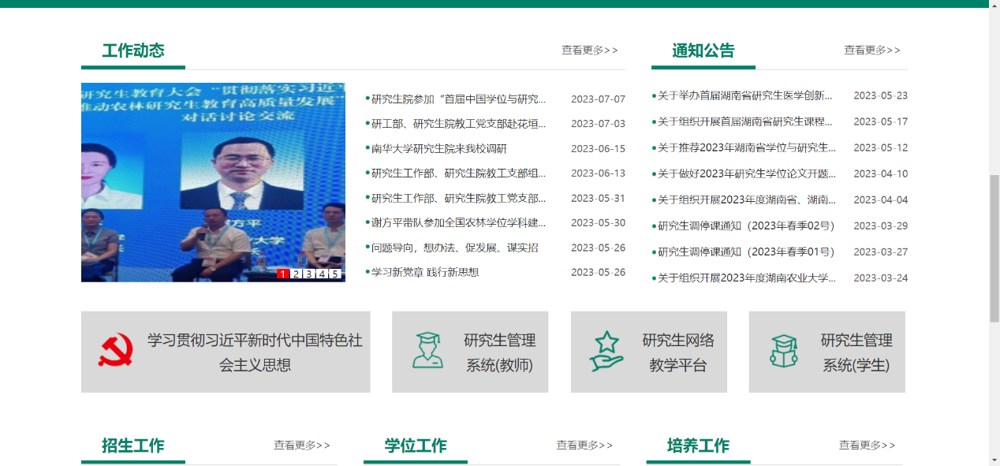 工作动态
查看更多>>
通知公告
查看更多>>
研究生教育大会“贯彻落实习近平
推动农林研究生教育高质量发展”
对话讨论交流
方平
大学
1 2 3 4 5
研究生院参加“首届中国学位与研究... 2023-07-07
研工部、研究生院教工党支部赴花垣... 2023-07-03
南华大学研究生院来我校调研 2023-06-15
研究生工作部、研究生院教工支部组... 2023-06-13
研究生工作部、研究生院教工党支部... 2023-05-31
谢方平带队参加全国农林学位学科建... 2023-05-30
问题导向，想办法、促发展、谋实招 2023-05-26
学习新党章 践行新思想 2023-05-26
关于举办首届湖南省研究生医学创新... 2023-05-23
关于组织开展首届湖南省研究生课程... 2023-05-17
关于推荐2023年湖南省学位与研究生... 2023-05-12
关于做好2023年研究生学位论文开题... 2023-04-10
关于组织开展2023年度湖南省、湖南... 2023-04-04
研究生调停课通知（2023年春季02号） 2023-03-29
研究生调停课通知（2023年春季01号） 2023-03-27
关于组织开展2023年度湖南农业大学... 2023-03-24
学习贯彻习近平新时代中国特色社
会主义思想
研究生管理
系统(教师)
研究生网络
教学平台
研究生管理
系统(学生)
招生工作
查看更多>>
学位工作
查看更多>>
培养工作
查看更多>>